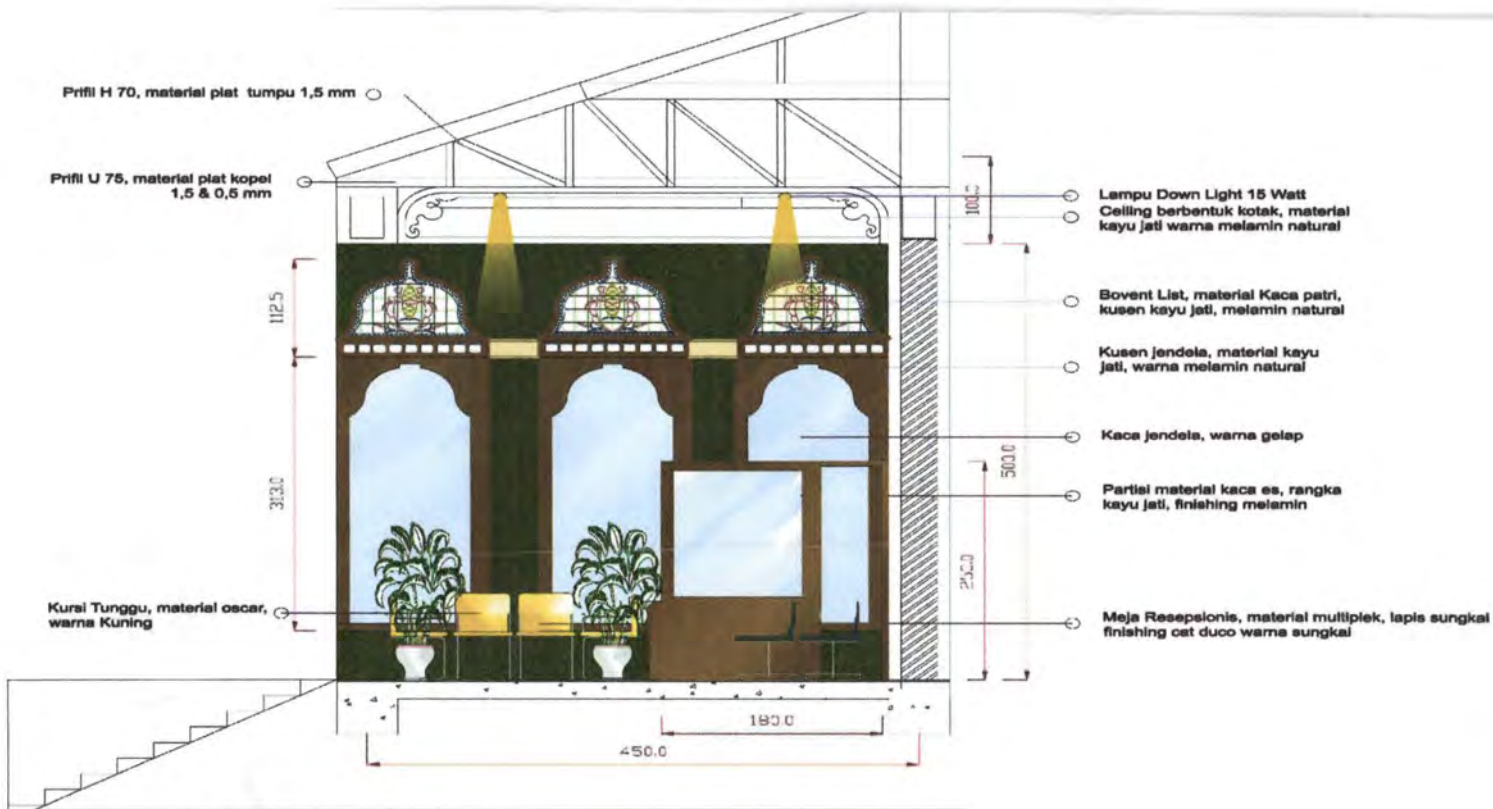 Prifil H 70, material plat tumpu 1,5 mm
Prifil U 75, material plat kopel
1,5 & 0,5 mm
Kursi Tunggu, material oscar,
warna Kuning
112.5
313.0
100.0
500.0
250.0
180.0
450.0
Lampu Down Light 15 Watt
Ceiling berbentuk kotak, material
kayu jati warna melamin natural
Bovent List, material Kaca patri,
kusen kayu jati, melamin natural
Kusen jendela, material kayu
jati, warna melamin natural
Kaca jendela, warna gelap
Partisi material kaca es, rangka
kayu jati, finishing melamin
Meja Resepsionis, material multiplek, lapis sungkai
finishing cat duco warna sungkai